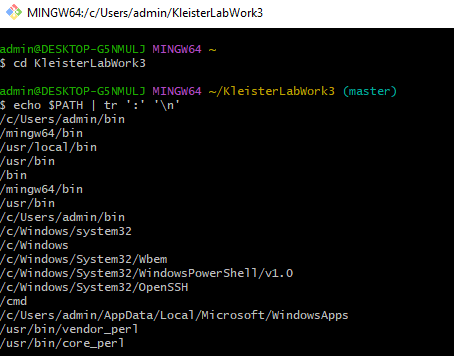 MINGW64:/c/Users/admin/KleisterLabWork3
admin@DESKTOP-G5NMULJ MINGW64 ~
$ cd KleisterLabWork3
admin@DESKTOP-G5NMULJ MINGW64 ~/KleisterLabWork3 (master)
$ echo $PATH | tr ':' '\n'
/c/Users/admin/bin
/mingw64/bin
/usr/local/bin
/usr/bin
/bin
/mingw64/bin
/usr/bin
/c/Users/admin/bin
/c/Windows/system32
/c/Windows
/c/Windows/System32/Wbem
/c/Windows/System32/WindowsPowerShell/v1.0
/c/Windows/System32/OpenSSH
/cmd
/c/Users/admin/AppData/Local/Microsoft/WindowsApps
/usr/bin/vendor_perl
/usr/bin/core_perl